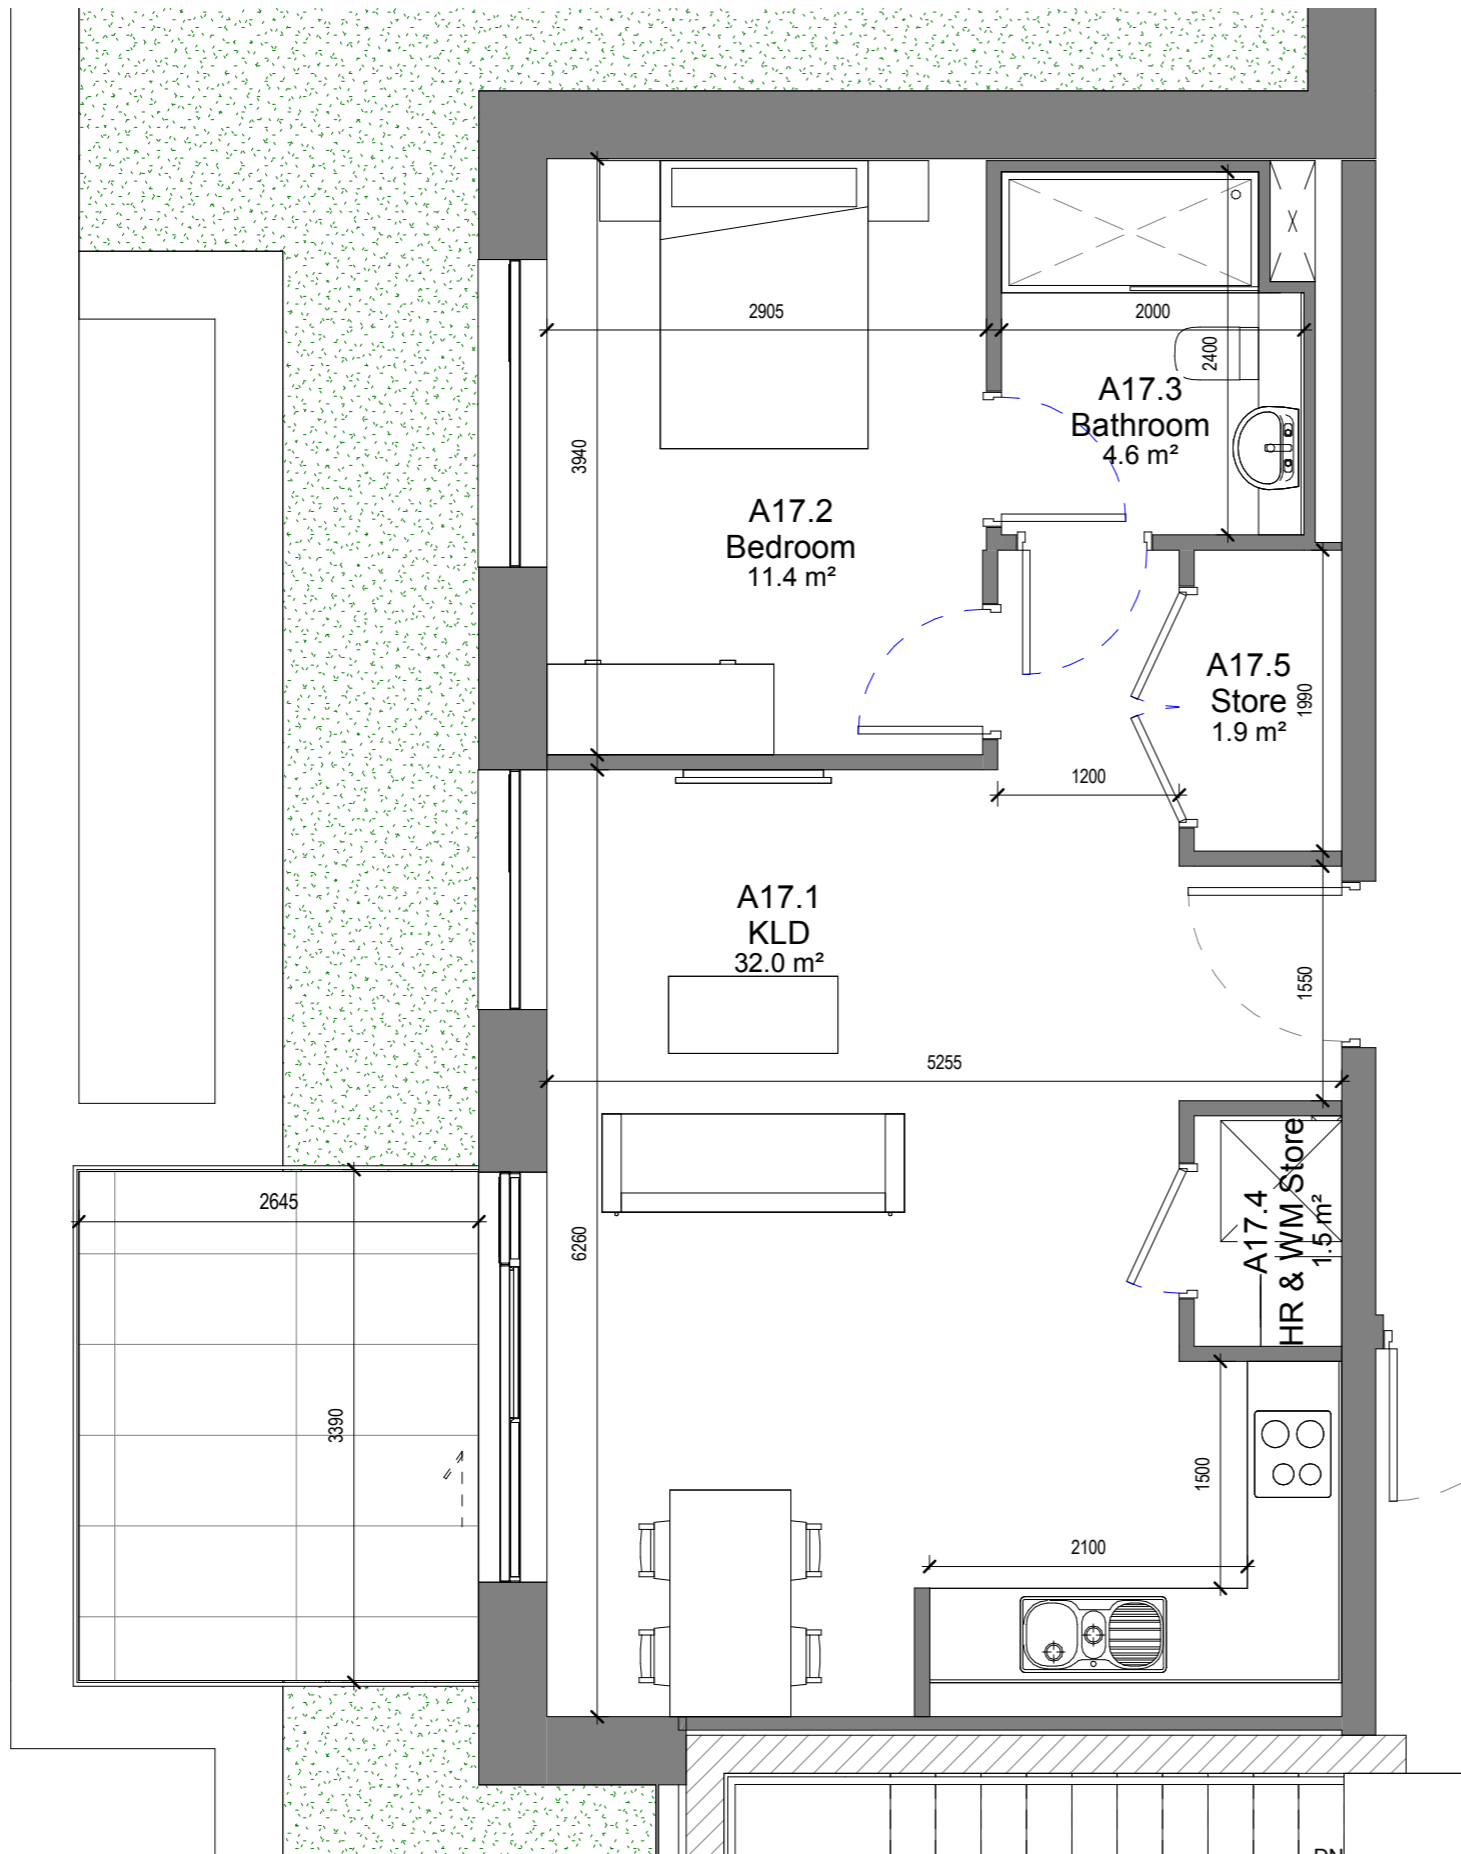 2905
2000
2400
A17.3
Bathroom
4.6 m²
3940
A17.2
Bedroom
11.4 m²
A17.5
Store
1.9 m²
1990
1200
A17.1
KLD
32.0 m²
1550
5255
A17.4
HR & WM Store
1.5 m²
2645
6260
3390
1500
2100
DN